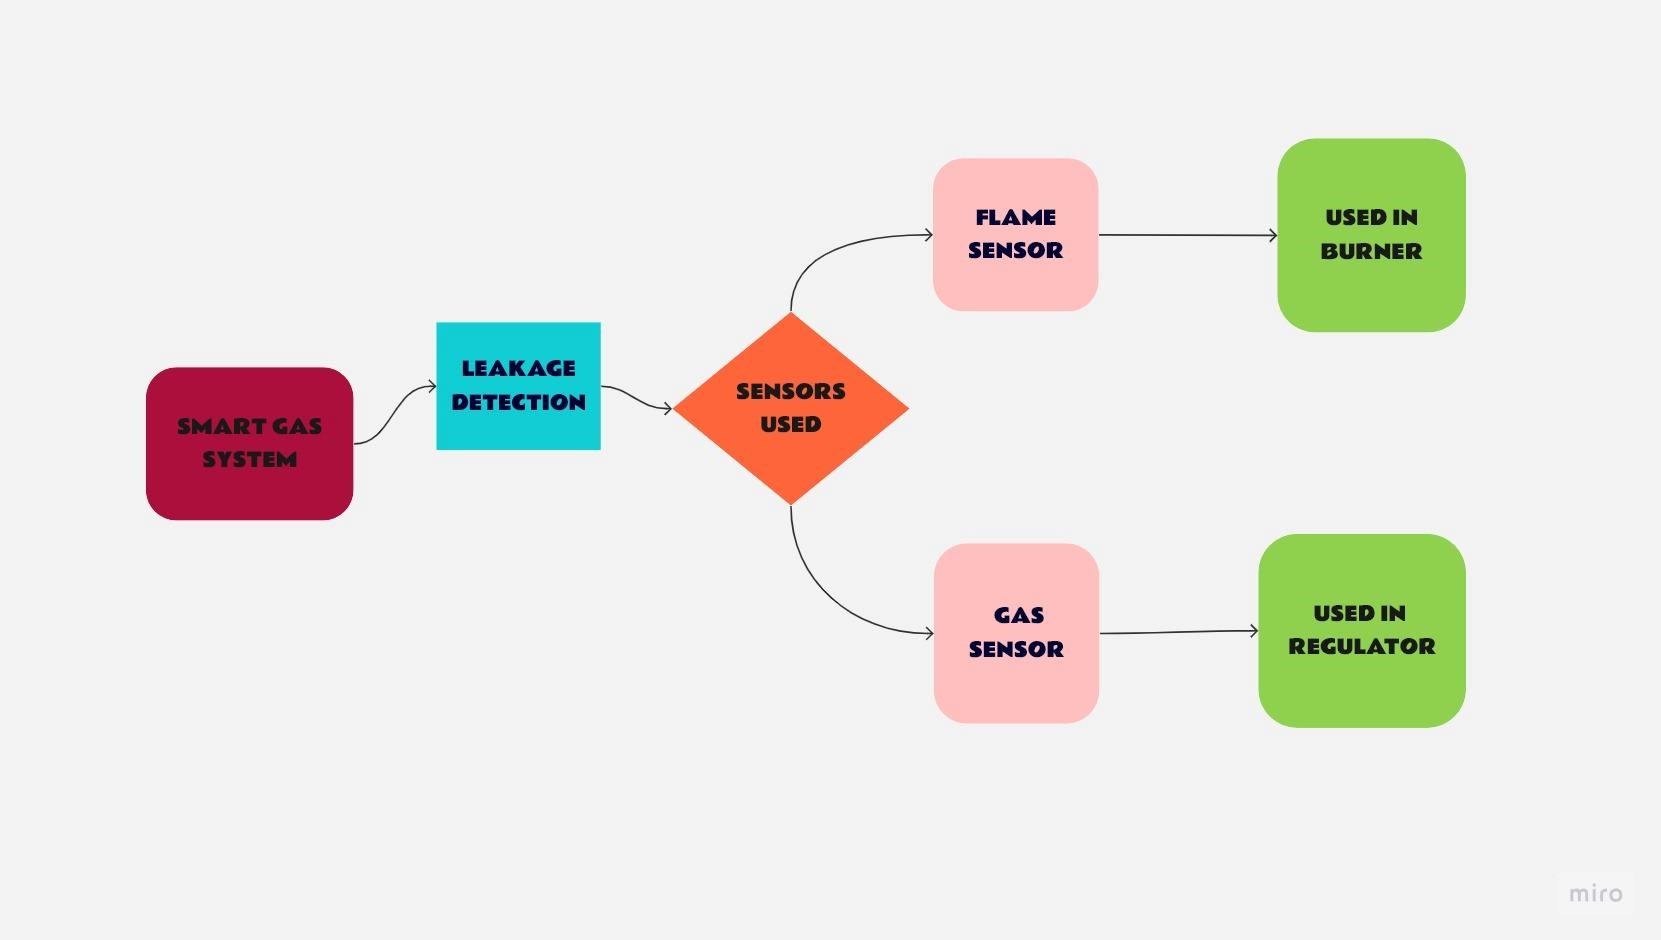 SMART GAS
SYSTEM
LEAKAGE
DETECTION
SENSORS
USED
FLAME
SENSOR
USED IN
BURNER
GAS
SENSOR
USED IN
REGULATOR
miro